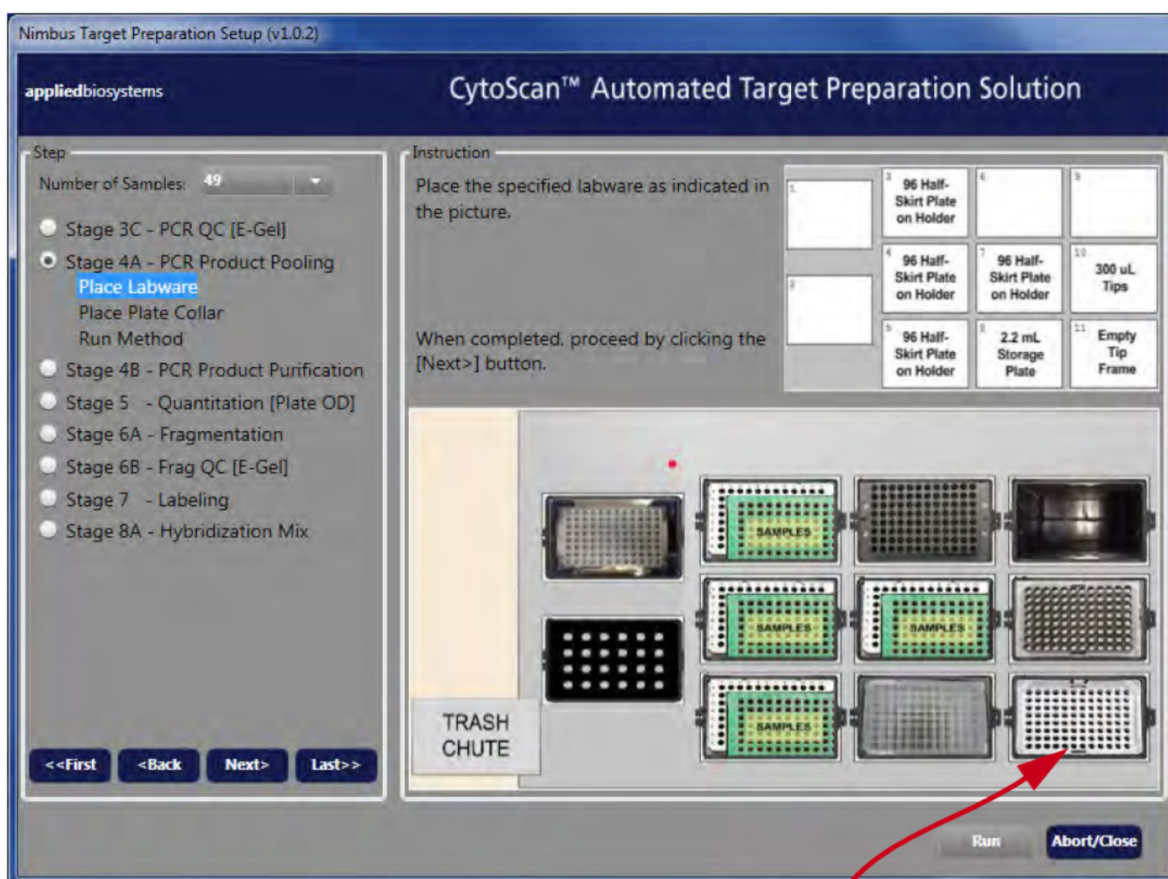 Nimbus Target Preparation Setup (v1.0.2)
appliedbiosystems
CytoScan™ Automated Target Preparation Solution
Step
Number of Samples: 49
Stage 3C - PCR QC [E-Gel]
Stage 4A - PCR Product Pooling
Place Labware
Place Plate Collar
Run Method
Stage 4B - PCR Product Purification
Stage 5 - Quantitation [Plate OD]
Stage 6A - Fragmentation
Stage 6B - Frag QC [E-Gel]
Stage 7 - Labeling
Stage 8A - Hybridization Mix
<<First
<Back
Next>
Last>>
Instruction
Place the specified labware as indicated in
the picture.
When completed, proceed by clicking the
[Next>] button.
1
2
3
96 Half-
Skirt Plate
on Holder
6
9
4
96 Half-
Skirt Plate
on Holder
7
96 Half-
Skirt Plate
on Holder
10
300 uL
Tips
5
96 Half-
Skirt Plate
on Holder
8
2.2 mL
Storage
Plate
11
Empty
Tip
Frame
SAMPLES
SAMPLES
SAMPLES
SAMPLES
TRASH
CHUTE
Run
Abort/Close